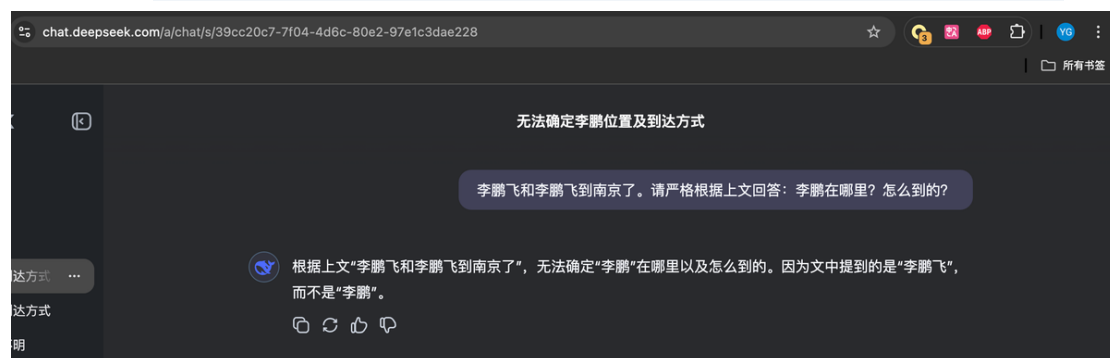 chat.deepseek.com/a/chat/s/39cc20c7-7f04-4d6c-80e2-97e1c3dae228
3
ABP
YG
所有书签
无法确定李鹏位置及到达方式
李鹏飞和李鹏飞到南京了。请严格根据上文回答：李鹏在哪里？怎么到的？
根据上文“李鹏飞和李鹏飞到南京了”，无法确定“李鹏”在哪里以及怎么到的。因为文中提到的是“李鹏飞”，
而不是“李鹏”。
达方式
达方式
明